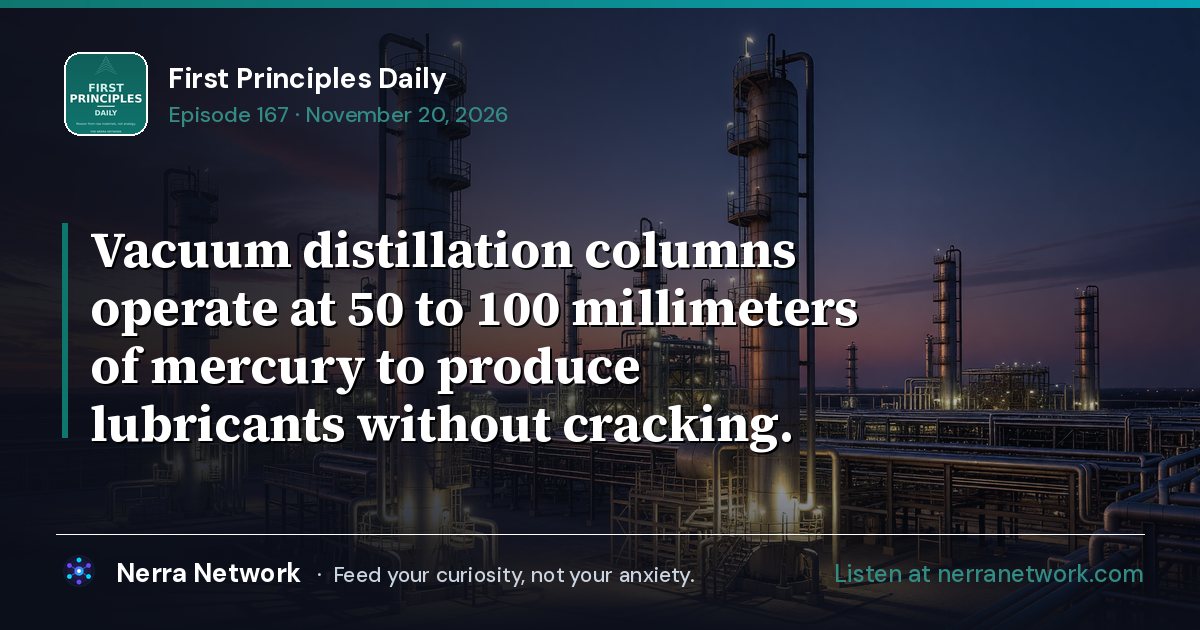 FIRST
PRINCIPLES
DAILY
First Principles Daily
Episode 167 · November 20, 2026
Vacuum distillation columns
operate at 50 to 100 millimeters
of mercury to produce
lubricants without cracking.
Nerra Network · Feed your curiosity, not your anxiety.
Listen at nerranetwork.com